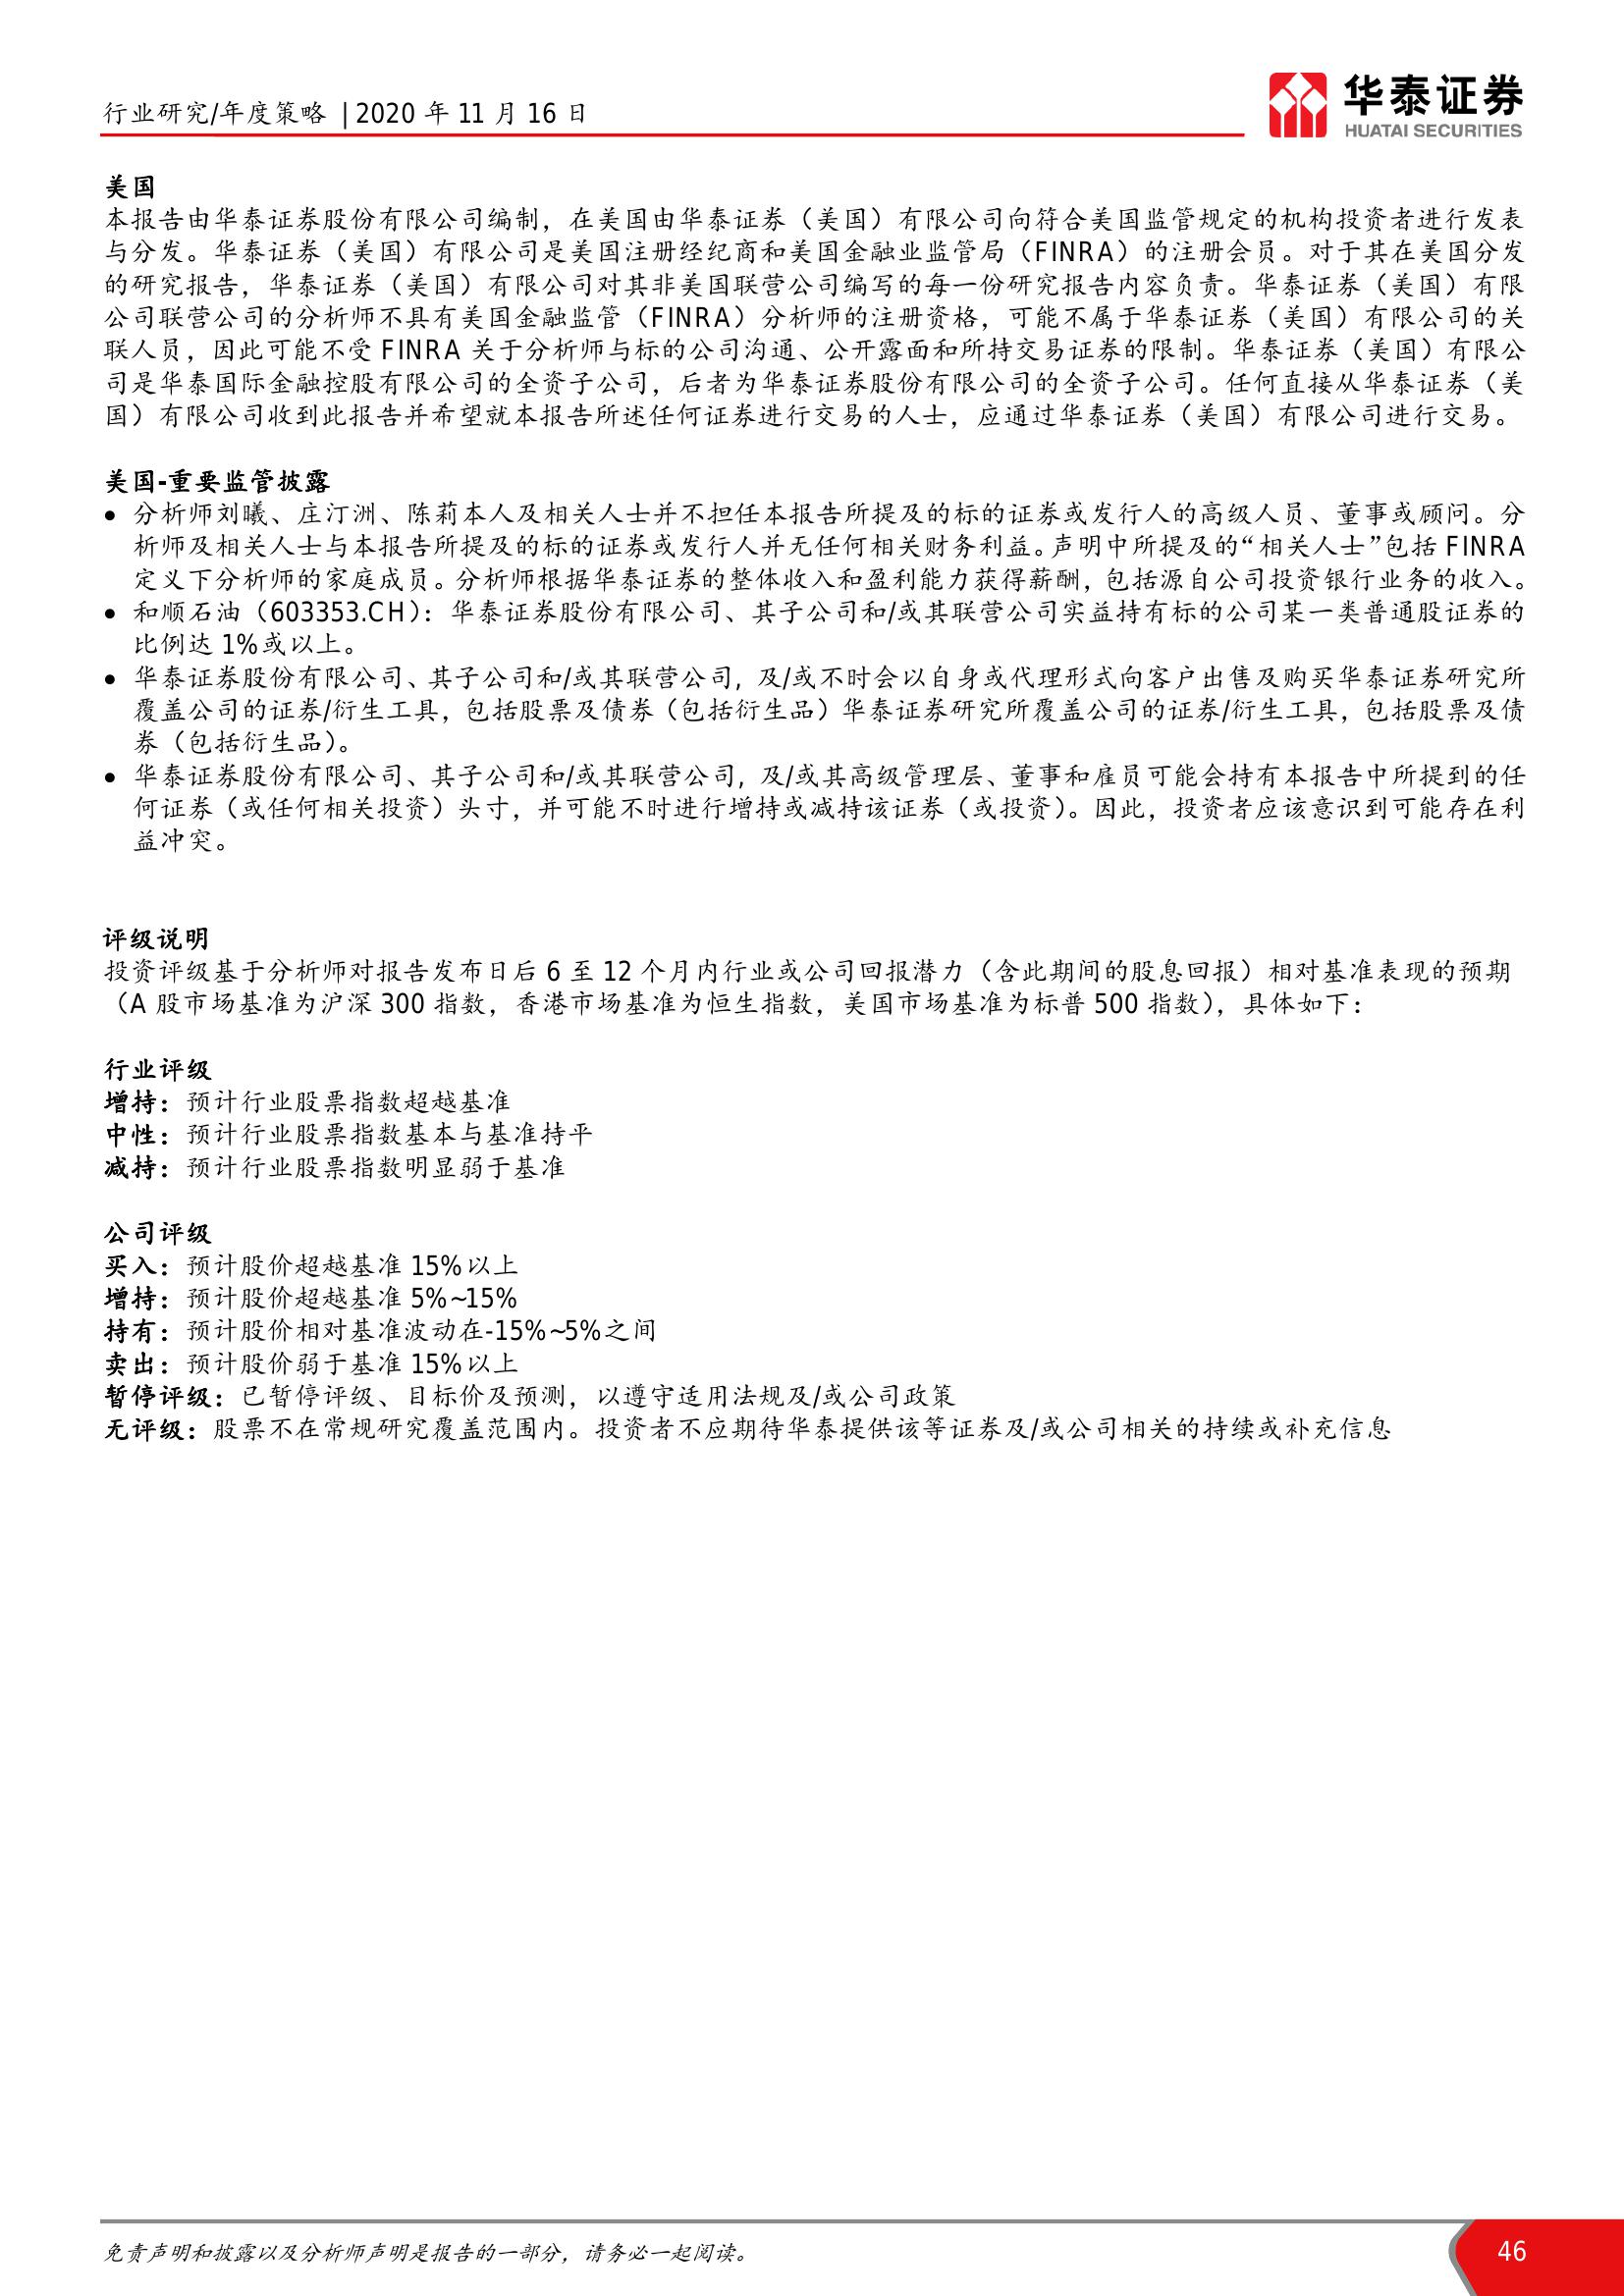 行业研究/年度策略 | 2020 年 11 月 16 日
华泰证券
HUATAI SECURITIES
美国
本报告由华泰证券股份有限公司编制，在美国由华泰证券（美国）有限公司向符合美国监管规定的机构投资者进行发表
与分发。华泰证券（美国）有限公司是美国注册经纪商和美国金融业监管局（FINRA）的注册会员。对于其在美国分发
的研究报告，华泰证券（美国）有限公司对其非美国联营公司编写的每一份研究报告内容负责。华泰证券（美国）有限
公司联营公司的分析师不具有美国金融监管（FINRA）分析师的注册资格，可能不属于华泰证券（美国）有限公司的关
联人员，因此可能不受 FINRA 关于分析师与标的公司沟通、公开露面和所持交易证券的限制。华泰证券（美国）有限公
司是华泰国际金融控股有限公司的全资子公司，后者为华泰证券股份有限公司的全资子公司。任何直接从华泰证券（美
国）有限公司收到此报告并希望就本报告所述任何证券进行交易的人士，应通过华泰证券（美国）有限公司进行交易。
美国-重要监管披露
● 分析师刘曦、庄汀洲、陈莉本人及相关人士并不担任本报告所提及的标的证券或发行人的高级人员、董事或顾问。分
析师及相关人士与本报告所提及的标的证券或发行人并无任何相关财务利益。声明中所提及的“相关人士”包括 FINRA
定义下分析师的家庭成员。分析师根据华泰证券的整体收入和盈利能力获得薪酬，包括源自公司投资银行业务的收入。
● 和顺石油（603353.CH）：华泰证券股份有限公司、其子公司和/或其联营公司实益持有标的公司某一类普通股证券的
比例达 1%或以上。
● 华泰证券股份有限公司、其子公司和/或其联营公司, 及/或不时会以自身或代理形式向客户出售及购买华泰证券研究所
覆盖公司的证券/衍生工具，包括股票及债券（包括衍生品）华泰证券研究所覆盖公司的证券/衍生工具，包括股票及债
券（包括衍生品）。
● 华泰证券股份有限公司、其子公司和/或其联营公司, 及/或其高级管理层、董事和雇员可能会持有本报告中所提到的任
何证券（或任何相关投资）头寸，并可能不时进行增持或减持该证券（或投资）。因此，投资者应该意识到可能存在利
益冲突。
评级说明
投资评级基于分析师对报告发布日后 6 至 12 个月内行业或公司回报潜力（含此期间的股息回报）相对基准表现的预期
（A 股市场基准为沪深 300 指数，香港市场基准为恒生指数，美国市场基准为标普 500 指数），具体如下：
行业评级
增持：预计行业股票指数超越基准
中性：预计行业股票指数基本与基准持平
减持：预计行业股票指数明显弱于基准
公司评级
买入：预计股价超越基准 15%以上
增持：预计股价超越基准 5%~15%
持有：预计股价相对基准波动在-15%~5%之间
卖出：预计股价弱于基准 15%以上
暂停评级：已暂停评级、目标价及预测，以遵守适用法规及/或公司政策
无评级：股票不在常规研究覆盖范围内。投资者不应期待华泰提供该等证券及/或公司相关的持续或补充信息
免责声明和披露以及分析师声明是报告的一部分，请务必一起阅读。
46